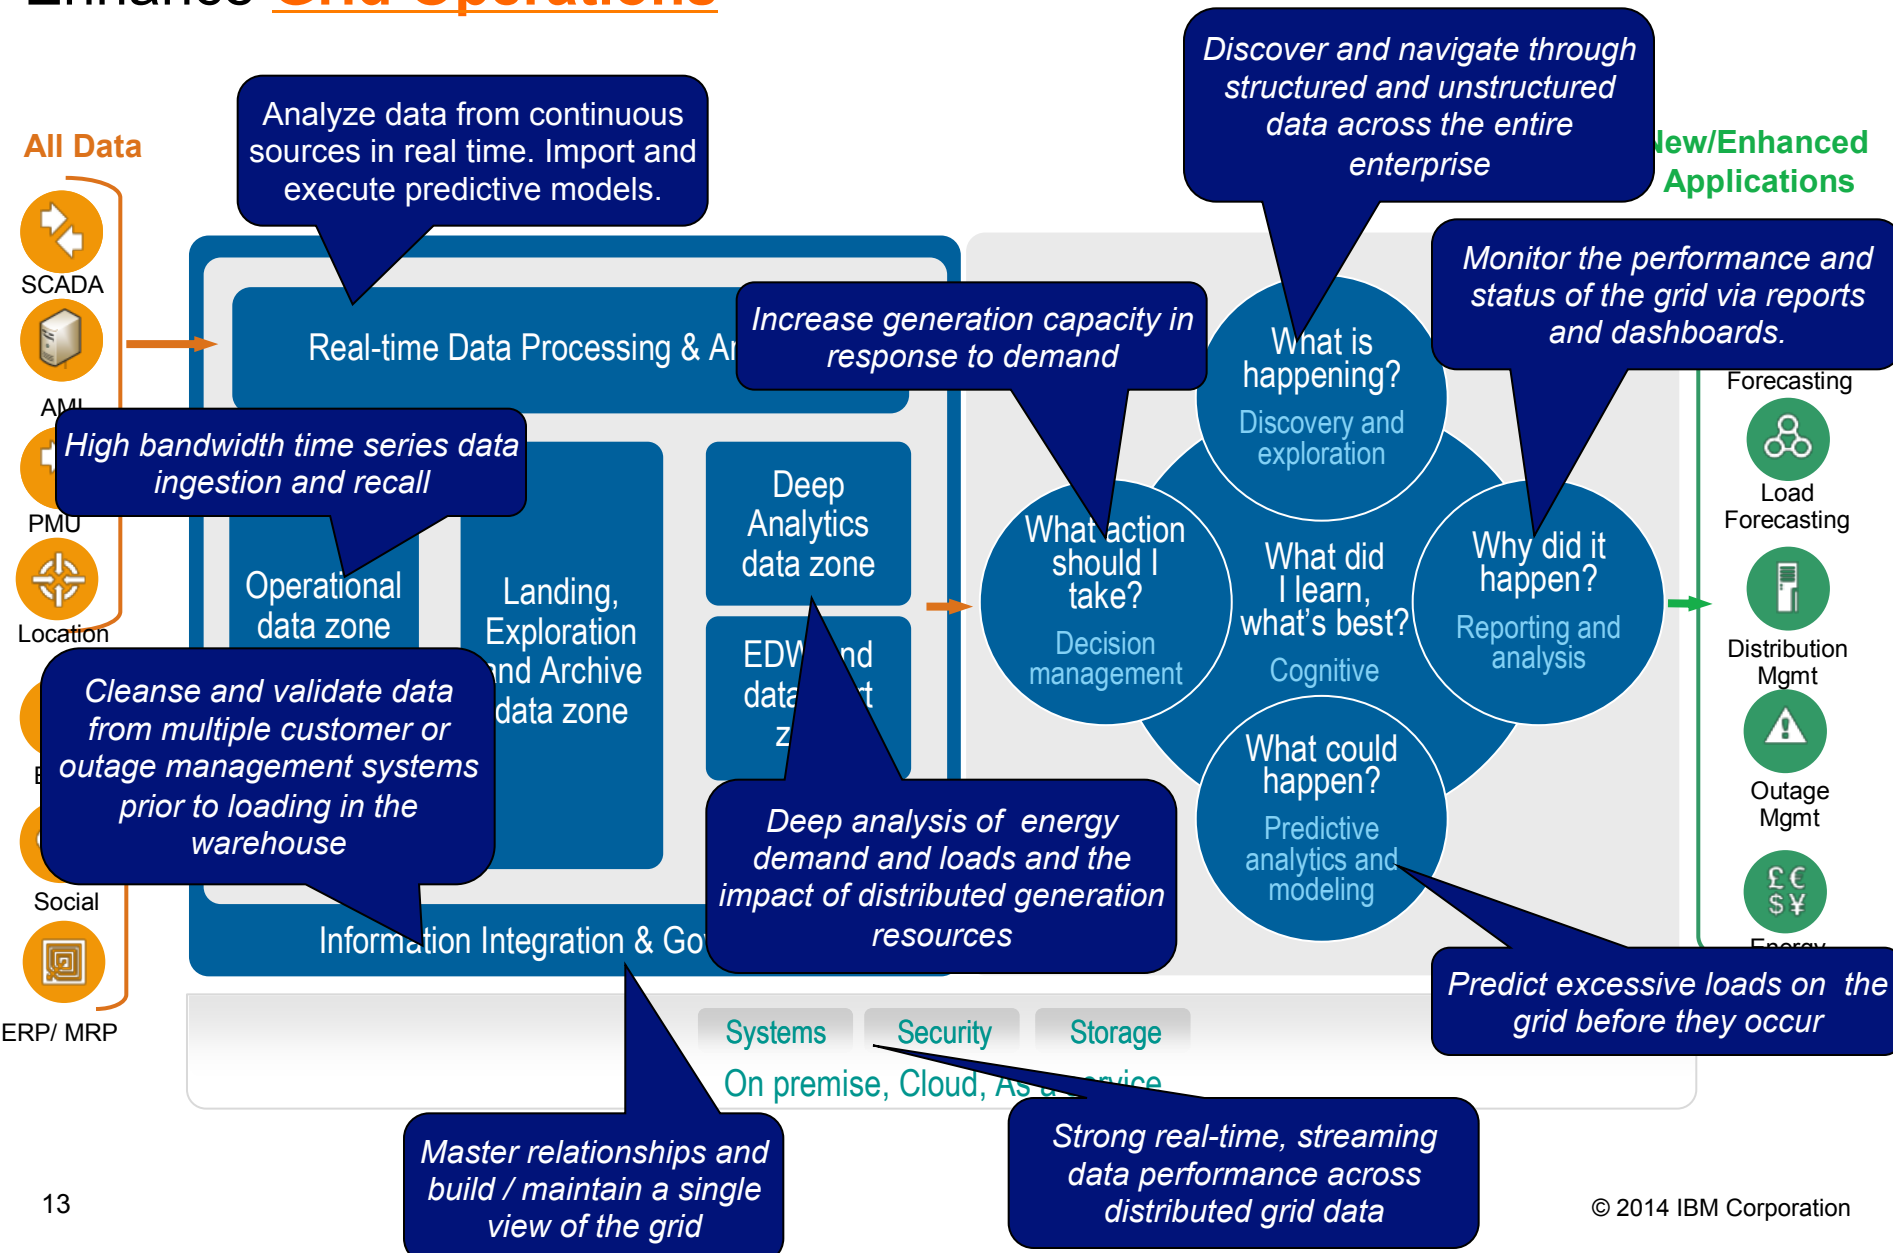 Enhance Grid Operations
Discover and navigate through
structured and unstructured
data across the entire
enterprise
Analyze data from continuous
sources in real time. Import and
execute predictive models.
All Data
New/Enhanced
Applications
SCADA
AMI
PMU
Location
Social
ERP/ MRP
Real-time Data Processing &
Increase generation capacity in
response to demand
Monitor the performance and
status of the grid via reports
and dashboards.
High bandwidth time series data
ingestion and recall
Operational
data zone
Landing,
Exploration
and Archive
data zone
Deep
Analytics
data zone
EDW and
data mart
zone
Cleanse and validate data
from multiple customer or
outage management systems
prior to loading in the
warehouse
Deep analysis of energy
demand and loads and the
impact of distributed generation
resources
Information Integration &
What is
happening?
Discovery and
exploration
What action
should I
take?
Decision
management
What did
I learn,
what's best?
Cognitive
Why did it
happen?
Reporting and
analysis
What could
happen?
Predictive
analytics and
modeling
Forecasting
Load
Forecasting
Distribution
Mgmt
Outage
Mgmt
£ €
$ ¥
Energy
Predict excessive loads on the
grid before they occur
Systems
Security
Storage
On premise, Cloud, As a service
Master relationships and
build / maintain a single
view of the grid
Strong real-time, streaming
data performance across
distributed grid data
13
© 2014 IBM Corporation